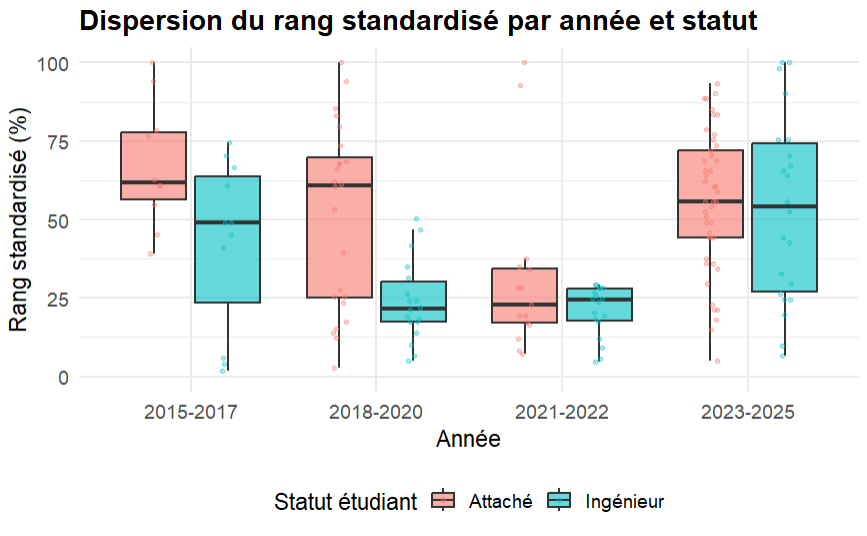 Dispersion du rang standardisé par année et statut
Rang standardisé (%)
100
75
50
25
0
2015-2017 2018-2020 2021-2022 2023-2025
Année
Statut étudiant Attaché Ingénieur